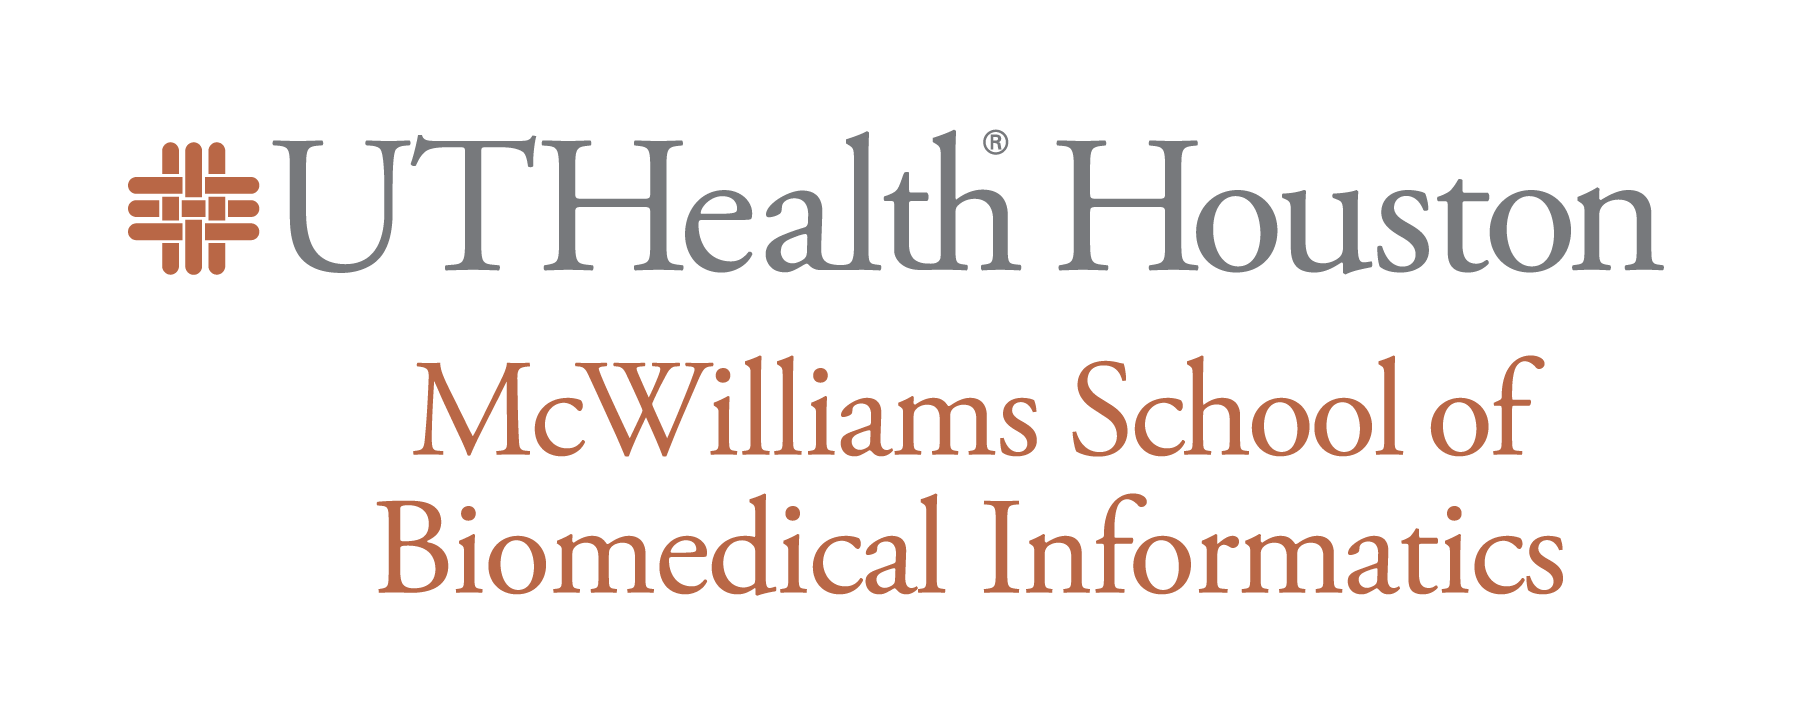 UTHealth® Houston
McWilliams School of
Biomedical Informatics